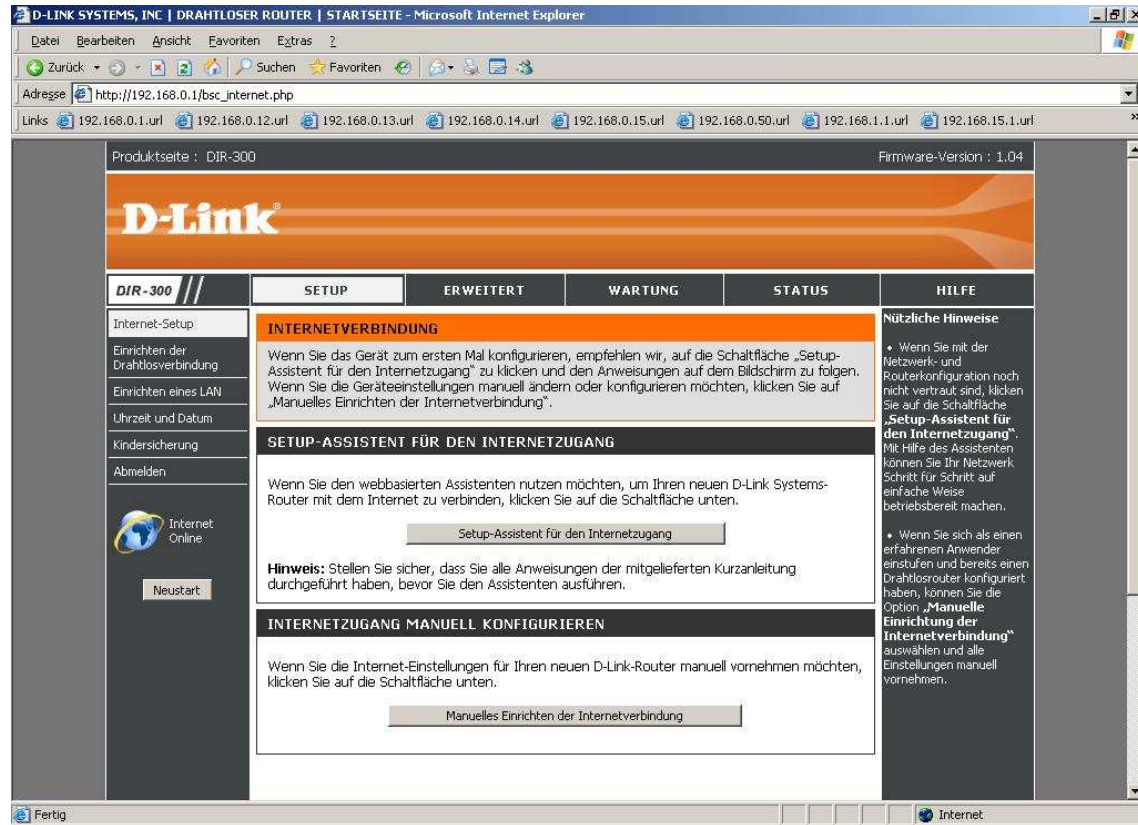 D-LINK SYSTEMS, INC | DRAHTLOSER ROUTER | STARTSEITE - Microsoft Internet Explorer
Datei Bearbeiten Ansicht Favoriten Extras ?
Zurück Suchen Favoriten
Adresse http://192.168.0.1/bsc_internet.php
Links 192.168.0.1.url 192.168.0.12.url 192.168.0.13.url 192.168.0.14.url 192.168.0.15.url 192.168.0.50.url 192.168.1.1.url 192.168.15.1.url »
Produktseite : DIR-300
Firmware-Version : 1.04
D-Link®
DIR-300
SETUP
ERWEITERT
WARTUNG
STATUS
HILFE
Internet-Setup
Einrichten der
Drahtlosverbindung
Einrichten eines LAN
Uhrzeit und Datum
Kindersicherung
Abmelden
Internet
Online
Neustart
INTERNETVERBINDUNG
Wenn Sie das Gerät zum ersten Mal konfigurieren, empfehlen wir, auf die Schaltfläche „Setup-
Assistent für den Internetzugang" zu klicken und den Anweisungen auf dem Bildschirm zu folgen.
Wenn Sie die Geräteeinstellungen manuell ändern oder konfigurieren möchten, klicken Sie auf
„Manuelles Einrichten der Internetverbindung".
SETUP-ASSISTENT FÜR DEN INTERNETZUGANG
Wenn Sie den webbasierten Assistenten nutzen möchten, um Ihren neuen D-Link Systems-
Router mit dem Internet zu verbinden, klicken Sie auf die Schaltfläche unten.
Setup-Assistent für den Internetzugang
Hinweis: Stellen Sie sicher, dass Sie alle Anweisungen der mitgelieferten Kurzanleitung
durchgeführt haben, bevor Sie den Assistenten ausführen.
INTERNETZUGANG MANUELL KONFIGURIEREN
Wenn Sie die Internet-Einstellungen für Ihren neuen D-Link-Router manuell vornehmen möchten,
klicken Sie auf die Schaltfläche unten.
Manuelles Einrichten der Internetverbindung
Nützliche Hinweise
• Wenn Sie mit der
Netzwerk- und
Routerkonfiguration noch
nicht vertraut sind, klicken
Sie auf die Schaltfläche
„Setup-Assistent für
den Internetzugang".
Mit Hilfe des Assistenten
können Sie Ihr Netzwerk
Schritt für Schritt auf
einfache Weise
betriebsbereit machen.
• Wenn Sie sich als einen
erfahrenen Anwender
einstufen und bereits einen
Drahtlosrouter konfiguriert
haben, können Sie die
Option „Manuelle
Einrichtung der
Internetverbindung"
auswählen und alle
Einstellungen manuell
vornehmen.
Fertig
Internet